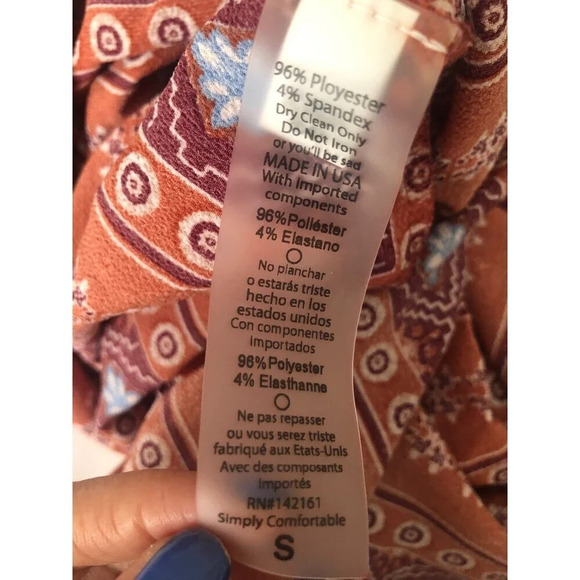 96% Ployester
4% Spandex
Dry Clean Only
Do Not Iron
or you'll be sad
MADE IN USA
With Imported
components
96%Poliéster
4% Elastano
No planchar
o estarás triste
hecho en los
estados unidos
Con componentes
importados
96%Polyester
4% Elasthanne
Ne pas repasser
ou vous serez triste
fabriqué aux Etats-Unis
Avec des composants
Importés
RN#142161
Simply Comfortable
S